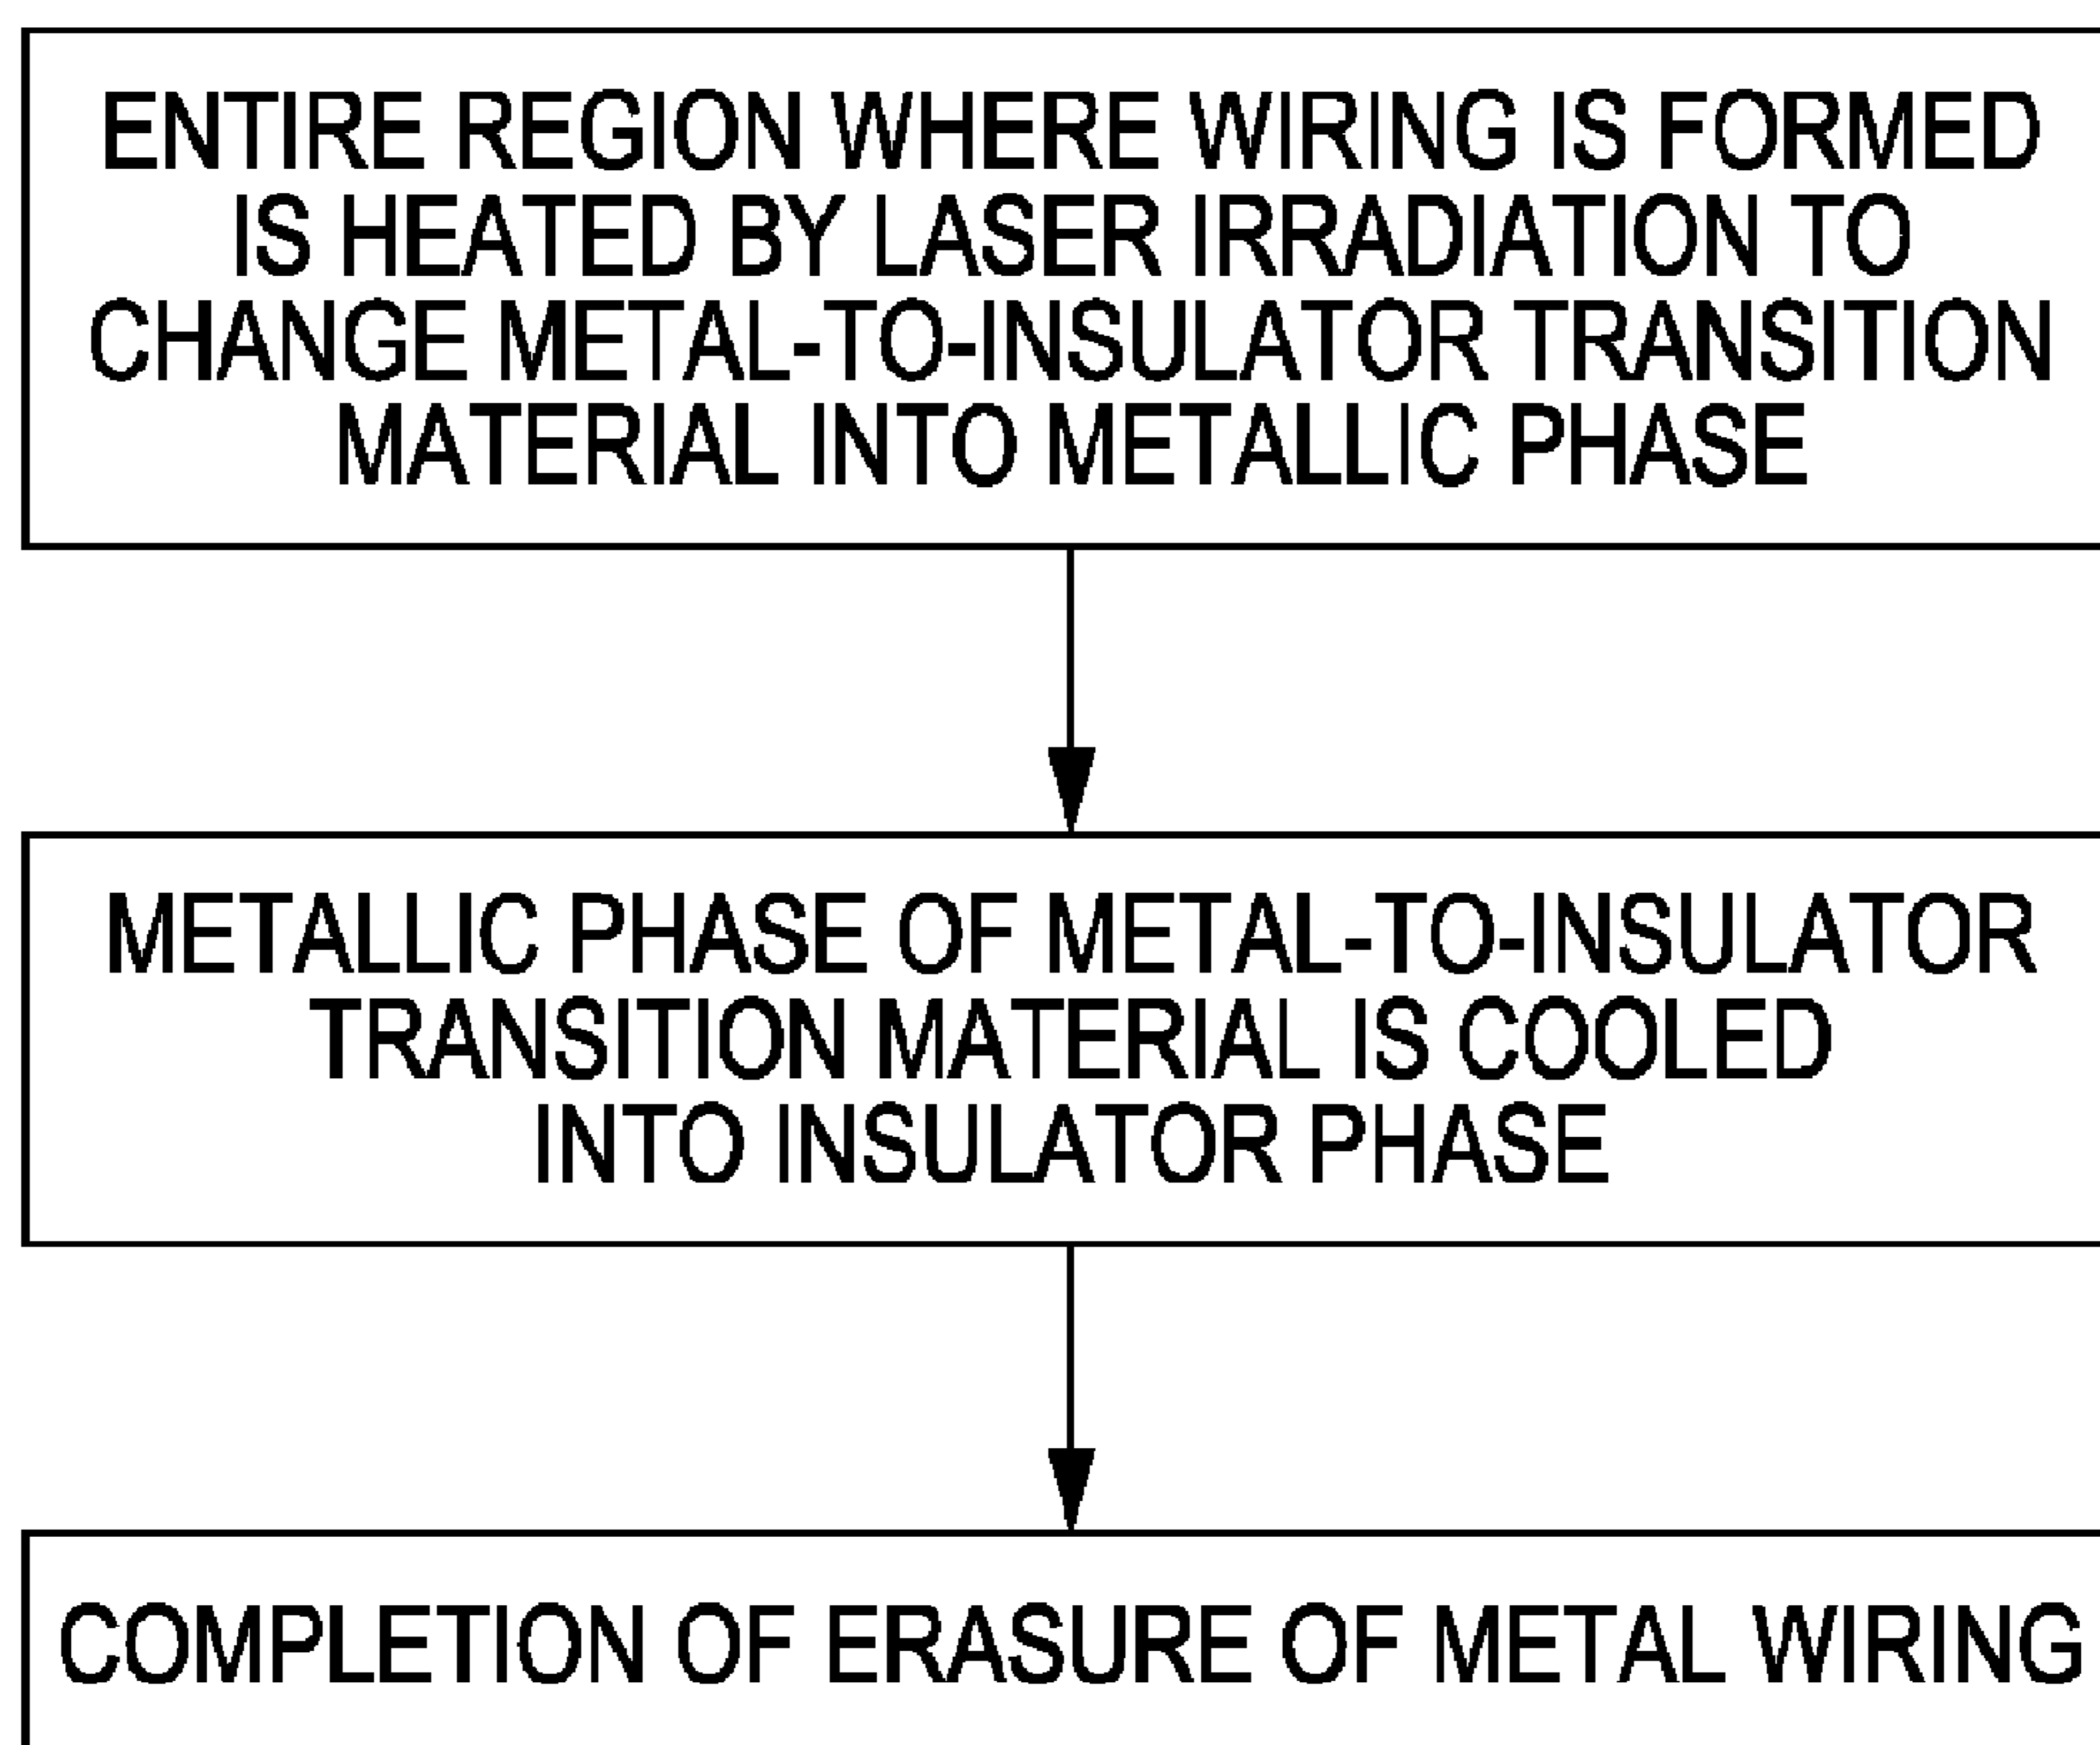 ENTIRE REGION WHERE WIRING IS FORMED
IS HEATED BY LASER IRRADIATION TO
CHANGE METAL-TO-INSULATOR TRANSITION
MATERIAL INTO METALLIC PHASE
METALLIC PHASE OF METAL-TO-INSULATOR
TRANSITION MATERIAL IS COOLED
INTO INSULATOR PHASE
COMPLETION OF ERASURE OF METAL WIRING